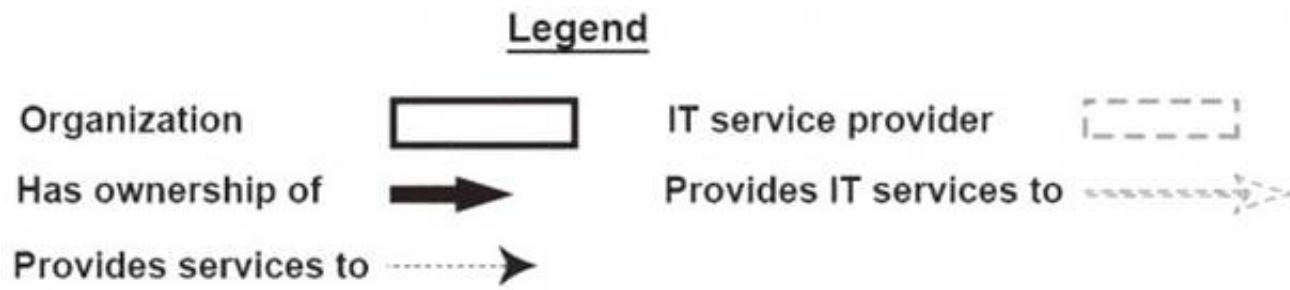 Legend
Organization
IT service provider
Has ownership of
Provides IT services to
Provides services to